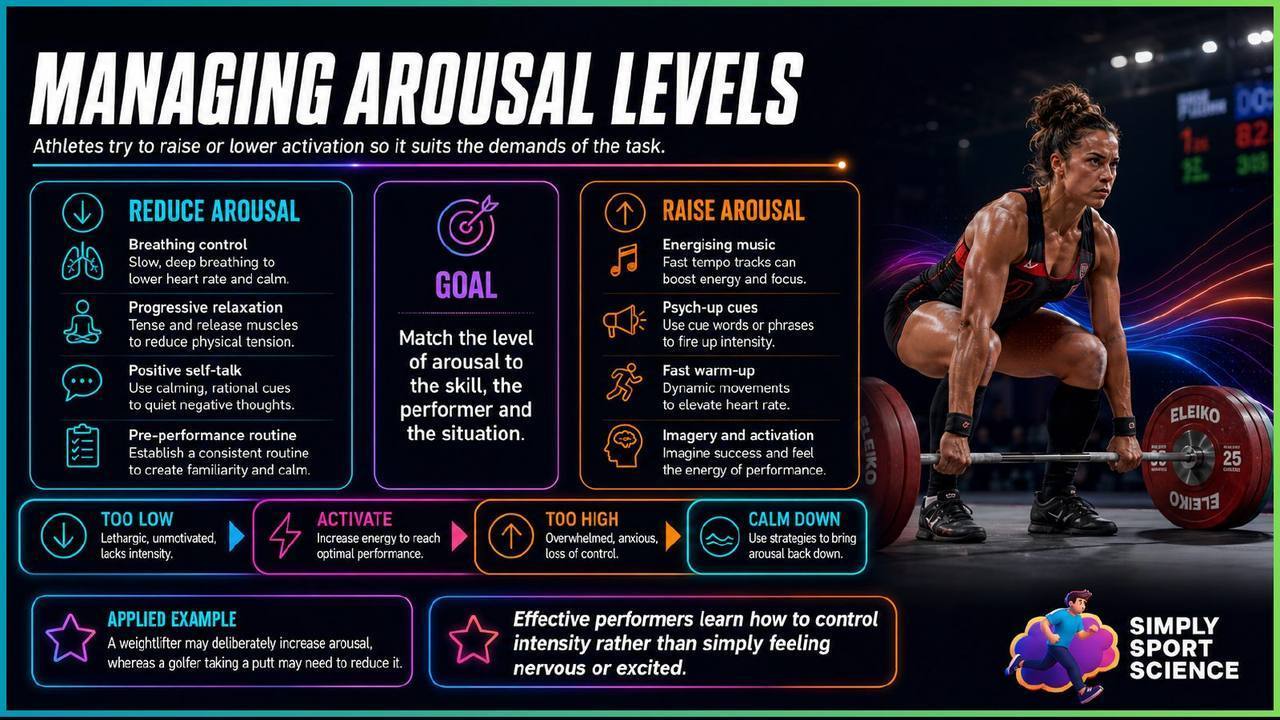 MANAGING AROUSAL LEVELS
Athletes try to raise or lower activation so it suits the demands of the task.
REDUCE AROUSAL
Breathing control
Slow, deep breathing to
lower heart rate and calm.
Progressive relaxation
Tense and release muscles
to reduce physical tension.
Positive self-talk
Use calming, rational cues
to quiet negative thoughts.
Pre-performance routine
Establish a consistent routine
to create familiarity and calm.
GOAL
Match the level
of arousal to
the skill, the
performer and
the situation.
RAISE AROUSAL
Energising music
Fast tempo tracks can
boost energy and focus.
Psych-up cues
Use cue words or phrases
to fire up intensity.
Fast warm-up
Dynamic movements
to elevate heart rate.
Imagery and activation
Imagine success and feel
the energy of performance.
TOO LOW
Lethargic, unmotivated,
lacks intensity.
ACTIVATE
Increase energy to reach
optimal performance.
TOO HIGH
Overwhelmed, anxious,
loss of control.
CALM DOWN
Use strategies to bring
arousal back down.
APPLIED EXAMPLE
A weightlifter may deliberately increase arousal,
whereas a golfer taking a putt may need to reduce it.
Effective performers learn how to control
intensity rather than simply feeling
nervous or excited.
ELEIKO
ELEIKO
25
ELEIKO
SIMPLY
SPORT
SCIENCE